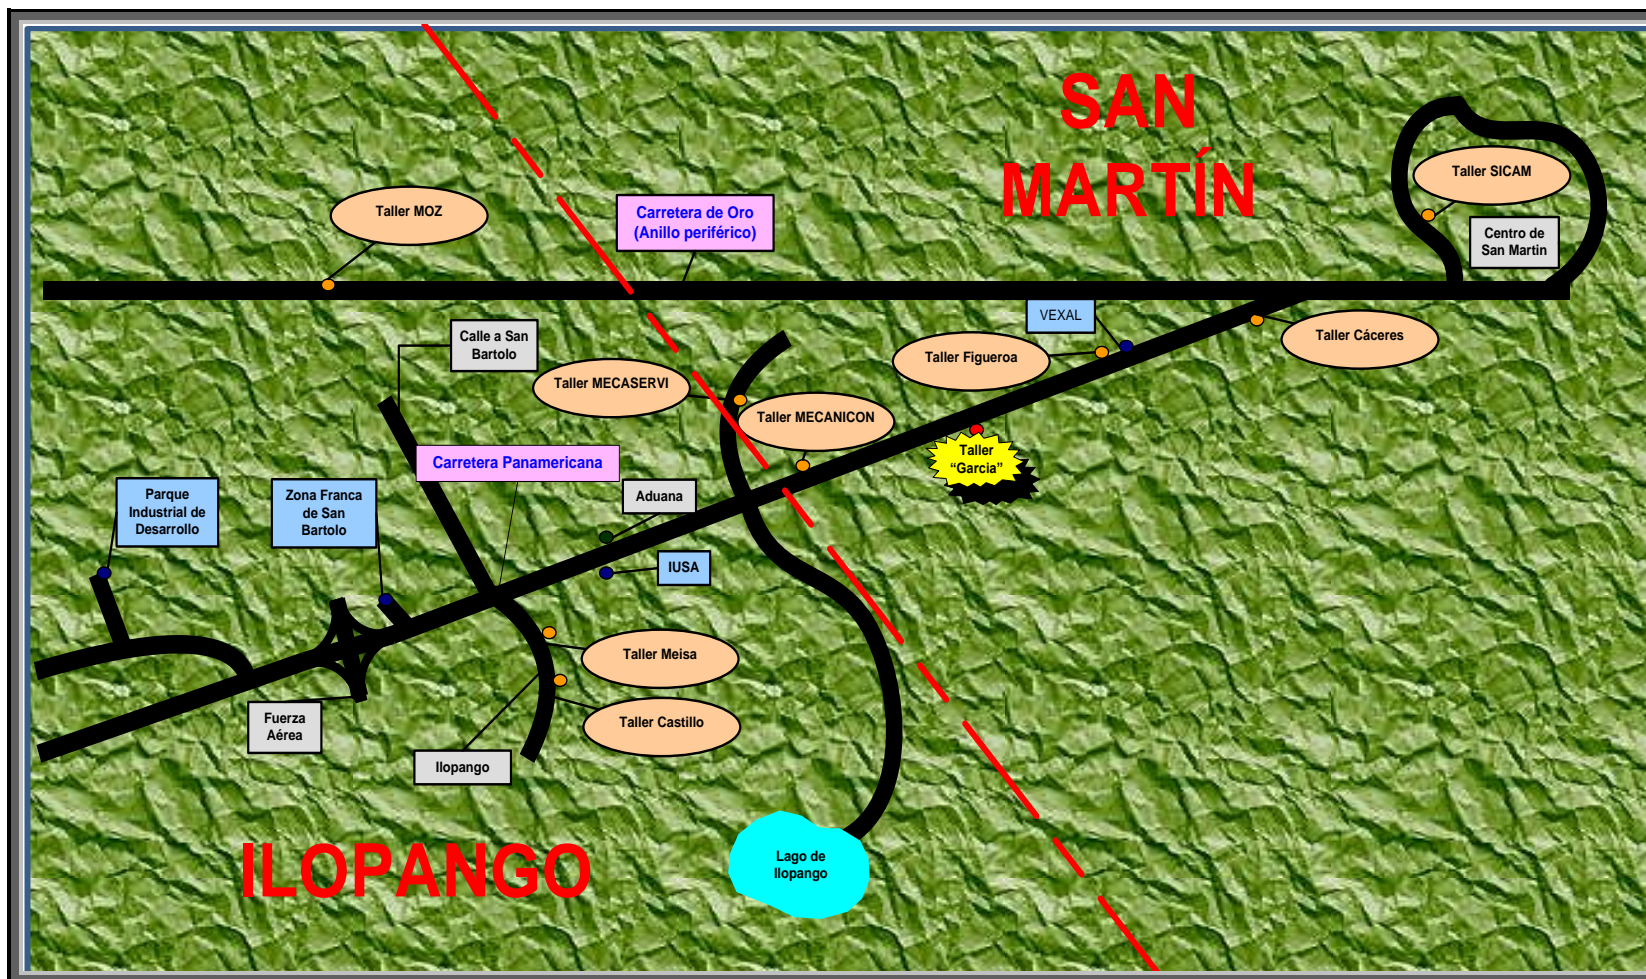 SAN
MARTÍN
Taller SICAM
Taller MOZ
Carretera de Oro
(Anillo periférico)
Centro de
San Martin
VEXAL
Calle a San
Bartolo
Taller Cáceres
Taller Figueroa
Taller MECASERVI
Taller MECANICON
Carretera Panamericana
Taller
“Garcia”
Parque
Industrial de
Desarrollo
Zona Franca
de San
Bartolo
Aduana
IUSA
Taller Meisa
Fuerza
Aérea
Taller Castillo
Ilopango
ILOPANGO
Lago de
Ilopango